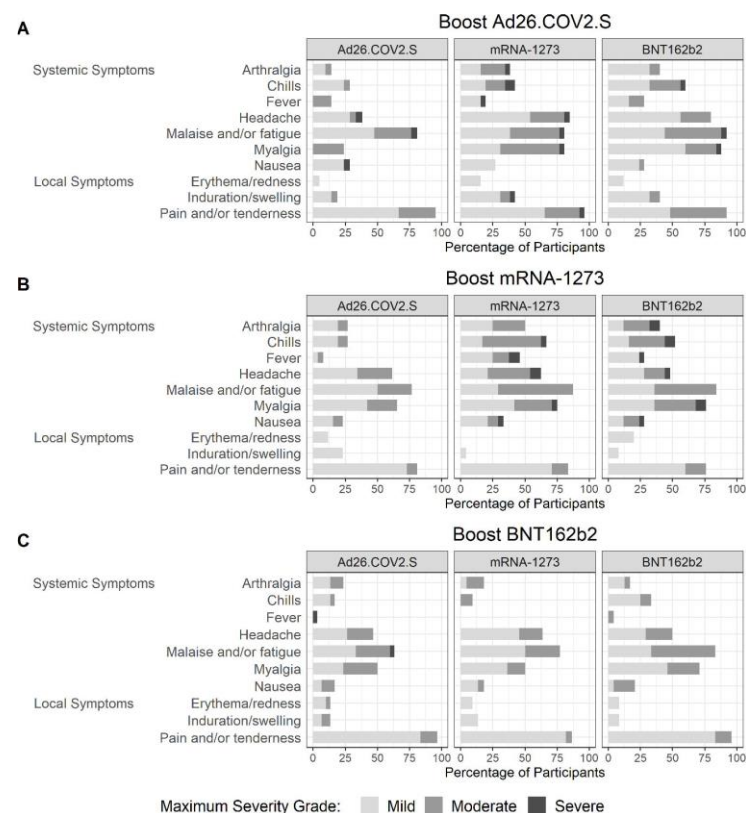 Boost Ad26.COV2.S
A
Ad26.COV2.S mRNA-1273 BNT162b2
Systemic Symptoms Arthralgia
Chills
Fever
Headache
Malaise and/or fatigue
Myalgia
Nausea
Local Symptoms Erythema/redness
Induration/swelling
Pain and/or tenderness
0 25 50 75 100 0 25 50 75 100 0 25 50 75 100
Percentage of Participants
Boost mRNA-1273
B
Ad26.COV2.S mRNA-1273 BNT162b2
Systemic Symptoms Arthralgia
Chills
Fever
Headache
Malaise and/or fatigue
Myalgia
Nausea
Local Symptoms Erythema/redness
Induration/swelling
Pain and/or tenderness
0 25 50 75 100 0 25 50 75 100 0 25 50 75 100
Percentage of Participants
Boost BNT162b2
C
Ad26.COV2.S mRNA-1273 BNT162b2
Systemic Symptoms Arthralgia
Chills
Fever
Headache
Malaise and/or fatigue
Myalgia
Nausea
Local Symptoms Erythema/redness
Induration/swelling
Pain and/or tenderness
0 25 50 75 100 0 25 50 75 100 0 25 50 75 100
Percentage of Participants
Maximum Severity Grade: Mild Moderate Severe